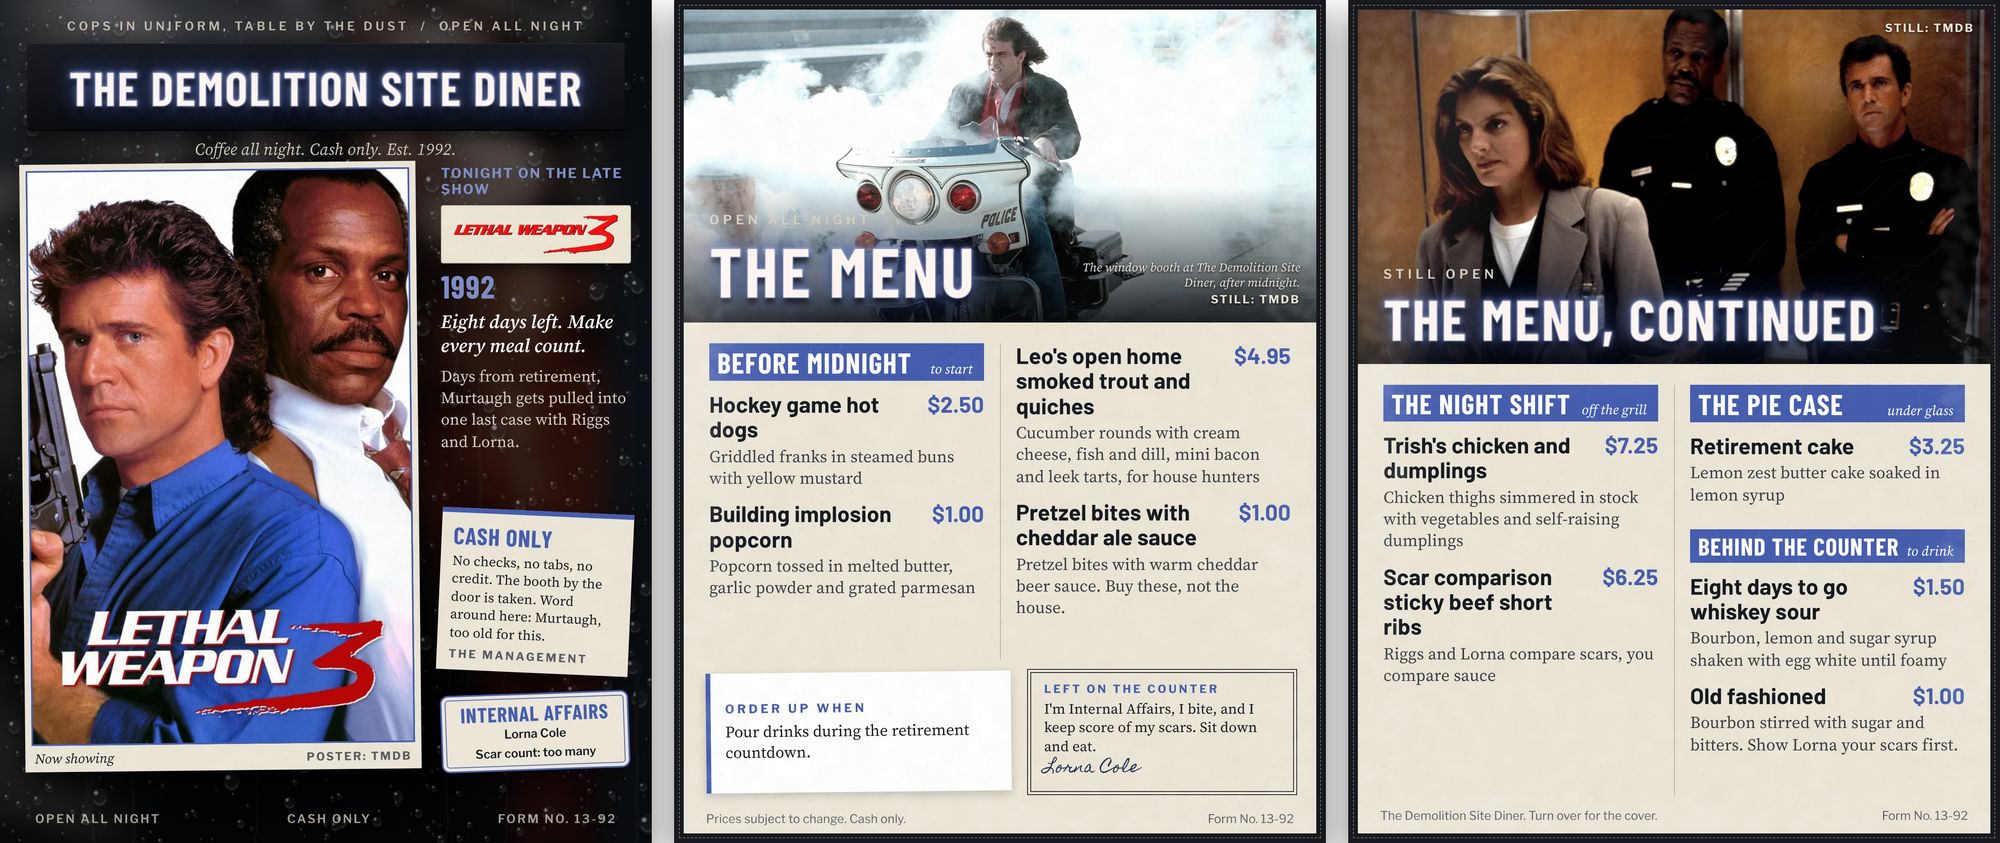 COPS IN UNIFORM, TABLE BY THE DUST / OPEN ALL NIGHT
THE DEMOLITION SITE DINER
Coffee all night. Cash only. Est. 1992.
TONIGHT ON THE LATE
SHOW
LETHAL WEAPON 3
1992
Eight days left. Make
every meal count.
Days from retirement,
Murtaugh gets pulled into
one last case with Riggs
and Lorna.
CASH ONLY
No checks, no tabs, no
credit. The booth by the
door is taken. Word
around here: Murtaugh,
too old for this.
THE MANAGEMENT
LETHAL
WEAPON 3
INTERNAL AFFAIRS
Lorna Cole
Scar count: too many
Now showing
POSTER: TMDB
OPEN ALL NIGHT
CASH ONLY
FORM NO. 13-92
POLICE
OPEN ALL NIGHT
THE MENU
The window booth at The Demolition Site
Diner, after midnight.
STILL: TMDB
BEFORE MIDNIGHT to start
Hockey game hot
dogs
$2.50
Griddled franks in steamed buns
with yellow mustard
Building implosion
popcorn
$1.00
Popcorn tossed in melted butter,
garlic powder and grated parmesan
Leo's open home
smoked trout and
quiches
$4.95
Cucumber rounds with cream
cheese, fish and dill, mini bacon
and leek tarts, for house hunters
Pretzel bites with
cheddar ale sauce
$1.00
Pretzel bites with warm cheddar
beer sauce. Buy these, not the
house.
ORDER UP WHEN
Pour drinks during the retirement
countdown.
LEFT ON THE COUNTER
I'm Internal Affairs, I bite, and I
keep score of my scars. Sit down
and eat.
Lorna Cole
Prices subject to change. Cash only.
Form No. 13-92
STILL: TMDB
STILL OPEN
THE MENU, CONTINUED
THE NIGHT SHIFT off the grill
Trish's chicken and
dumplings
$7.25
Chicken thighs simmered in stock
with vegetables and self-raising
dumplings
Scar comparison
sticky beef short
ribs
$6.25
Riggs and Lorna compare scars, you
compare sauce
THE PIE CASE under glass
Retirement cake
$3.25
Lemon zest butter cake soaked in
lemon syrup
BEHIND THE COUNTER to drink
Eight days to go
whiskey sour
$1.50
Bourbon, lemon and sugar syrup
shaken with egg white until foamy
Old fashioned
$1.00
Bourbon stirred with sugar and
bitters. Show Lorna your scars first.
The Demolition Site Diner. Turn over for the cover.
Form No. 13-92